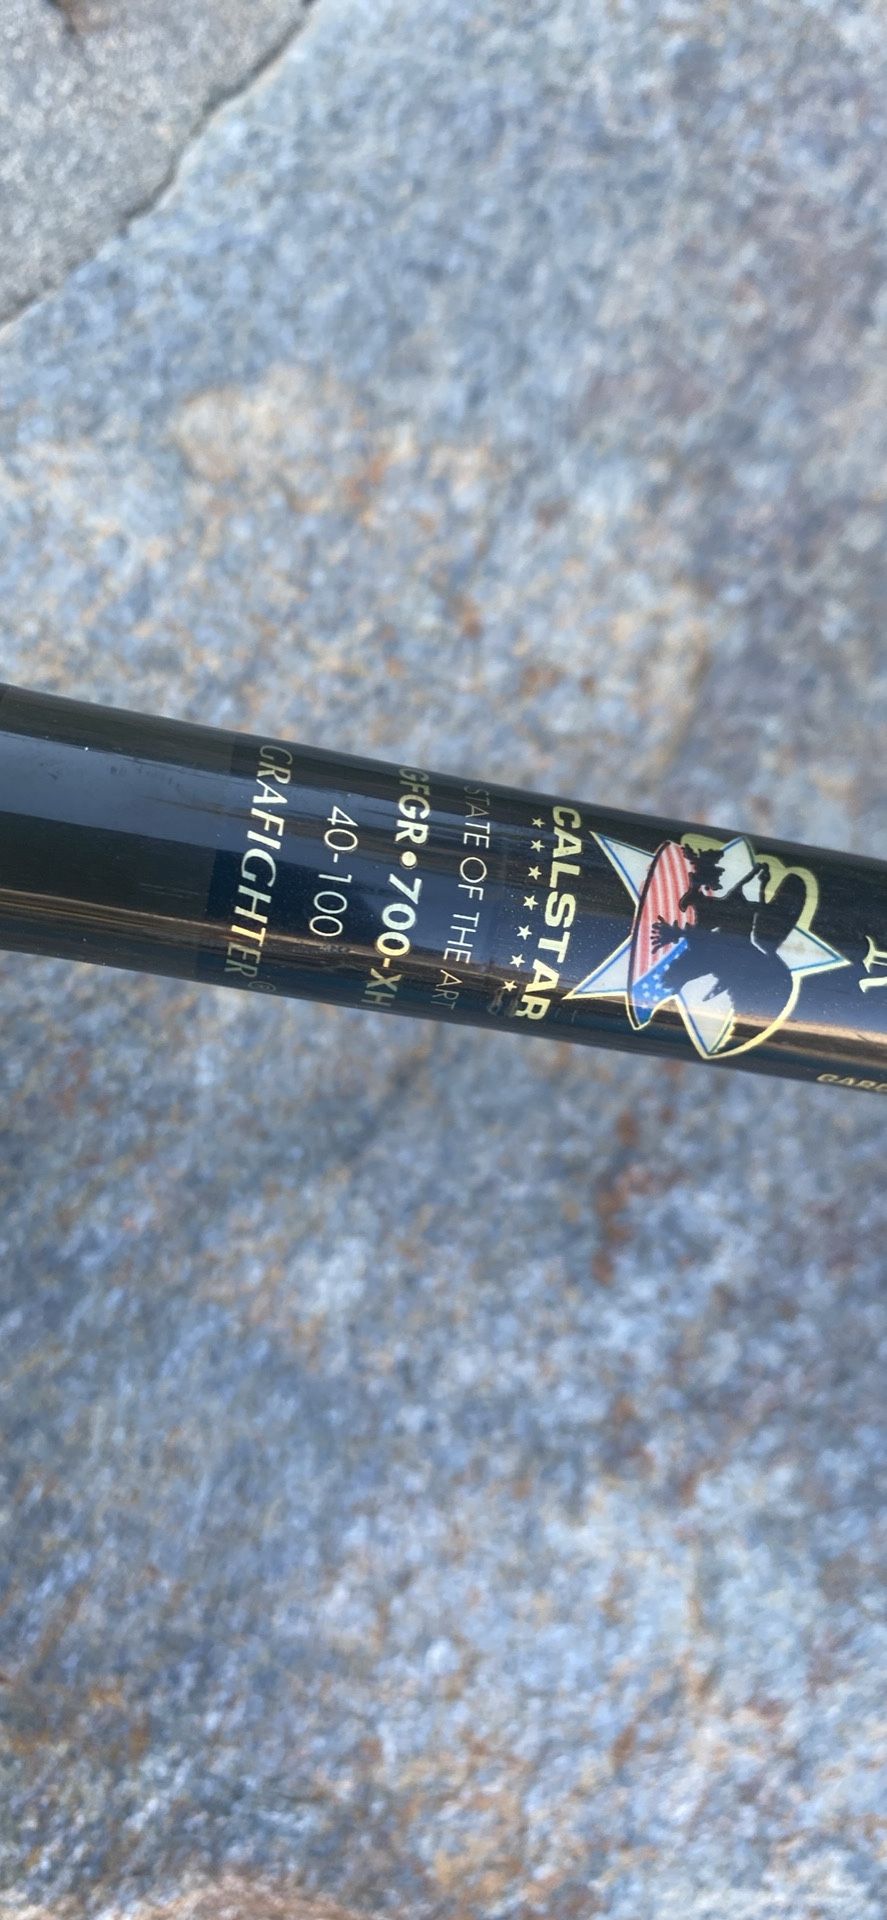 CALSTAR
STATE OF THE ART
GFGR•700-XH
40-100
GRAFIGHTER©